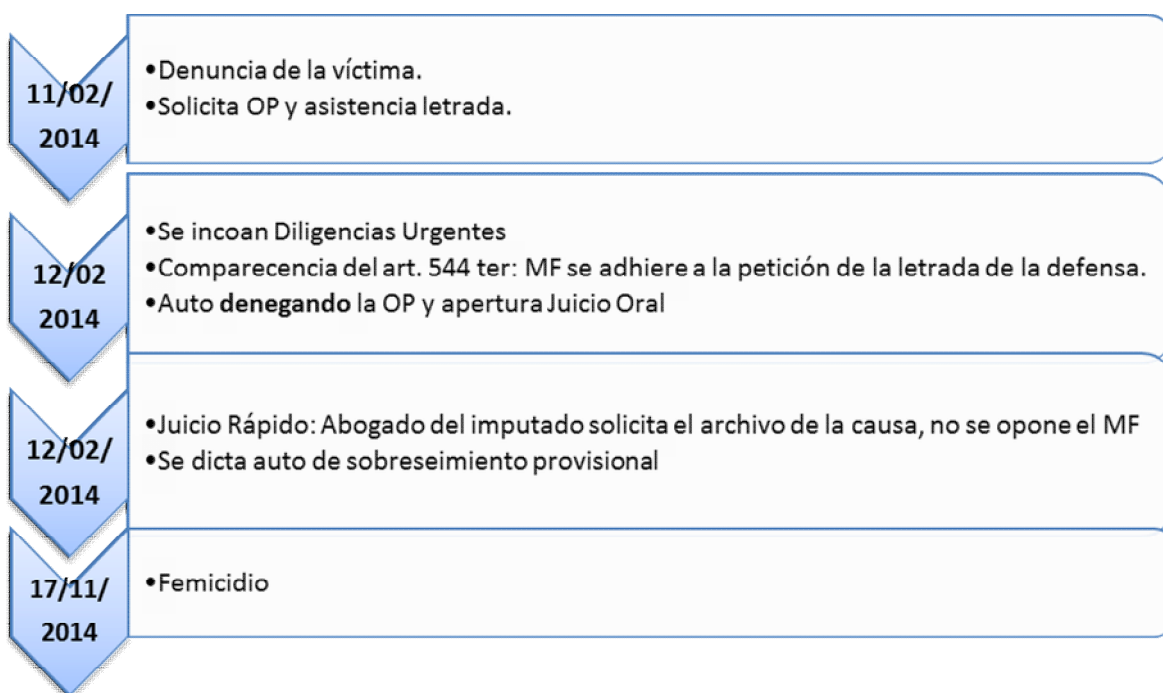 11/02/
2014
•Denuncia de la víctima.
•Solicita OP y asistencia letrada.
12/02
2014
•Se incoan Diligencias Urgentes
•Comparecencia del art. 544 ter: MF se adhiere a la petición de la letrada de la defensa.
•Auto denegando la OP y apertura Juicio Oral
12/02/
2014
•Juicio Rápido: Abogado del imputado solicita el archivo de la causa, no se opone el MF
•Se dicta auto de sobreseimiento provisional
17/11/
2014
•Femicidio